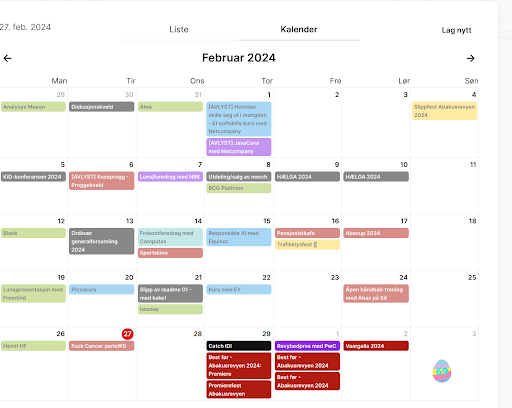 27. feb. 2024
Liste
Kalender
Lag nytt
Februar 2024
Man Tir Ons Tor Fre Lør Søn
29 30 31 1 2 3 4
Analysys Mason
Diskusjonskveld
Atea
[AVLYST] Hvordan
skille seg ut i mengden
- Et softskills kurs med
Netcompany
[AVLYST] JavaCava
med Netcompany
Slippfest Abakusrevyen
2024
5 6 7 8 9 10 11
KID-konferansen 2024
[AVLYST] Koseprogg -
Proggekveld
Lunsjforedrag med NRK
Utdeling/salg av merch
BCG Platinion
HÆLGA 2024
HÆLGA 2024
12 13 14 15 16 17 18
Blank
Ordinær
generalforsamling
2024
Frokostforedrag med
Computas
Sportskino
Responsible AI med
Equinor
Pensjonistkafé
Trafikklysfest
Abacup 2024
19 20 21 22 23 24 25
Lunsjpresentasjon med
Fremtind
Pizzakurs
Slipp av readme 01 -
med kake!
twoday
Kurs med EY
Åpen håndball-trening
med Abax på Sit
26 27 28 29 1 2 3
Hemit HF
Fuck Cancer perleWS
Catch IDI
Best før -
Abakusrevyen 2024:
Premiere
Premierefest
Abakusrevyen
Revybedpres med PwC
Best før -
Abakusrevyen 2024
Best før -
Abakusrevyen 2024
Vaargalla 2024